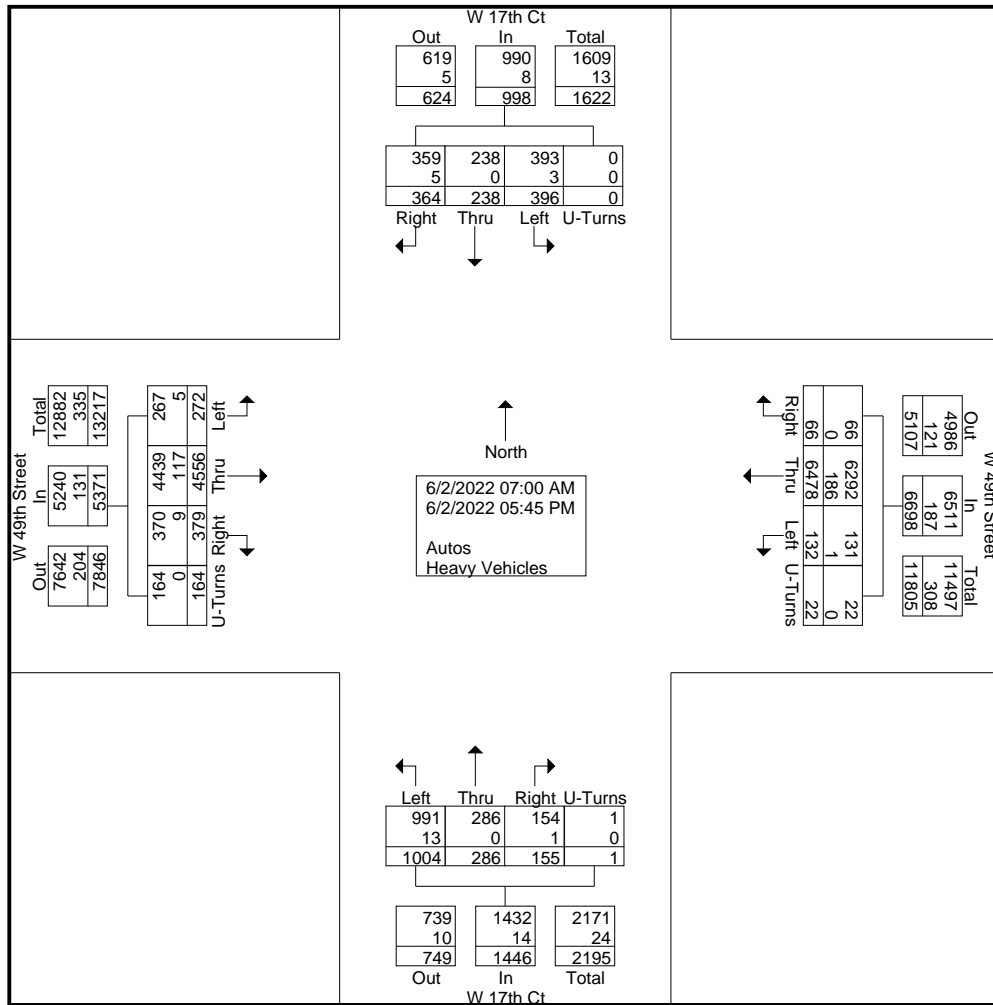 W 17th Ct
Out In Total
619 990 1609
5 8 13
624 998 1622
359 238 393 0
5 0 3 0
364 238 396 0
Right Thru Left U-Turns
W 49th Street
Total In Out
12882 5240 7642
335 131 204
13217 5371 7846
267 4439 370 164
5 117 9 0
272 4556 379 164
Left Thru Right U-Turns
North
6/2/2022 07:00 AM
6/2/2022 05:45 PM
Autos
Heavy Vehicles
W 49th Street
Out In Total
4986 6511 11497
121 187 308
5107 6698 11805
66 6292 131 22
0 186 1 0
66 6478 132 22
Right Thru Left U-Turns
Left Thru Right U-Turns
991 286 154 1
13 0 1 0
1004 286 155 1
739 1432 2171
10 14 24
749 1446 2195
Out In Total
W 17th Ct